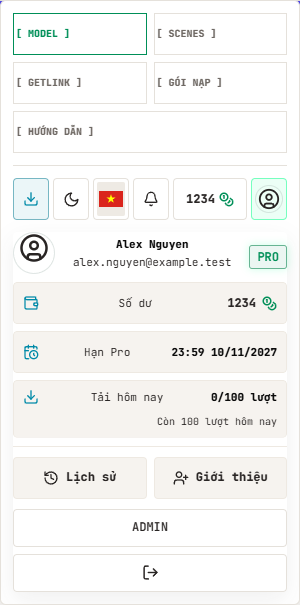 [ MODEL ]
[ SCENES ]
[ GETLINK ]
[ GÓI NẠP ]
[ HƯỚNG DẪN ]
1234
Alex Nguyen
alex.nguyen@example.test
PRO
Số dư
1234
Hạn Pro
23:59 10/11/2027
Tải hôm nay
0/100 lượt
Còn 100 lượt hôm nay
Lịch sử
Giới thiệu
ADMIN